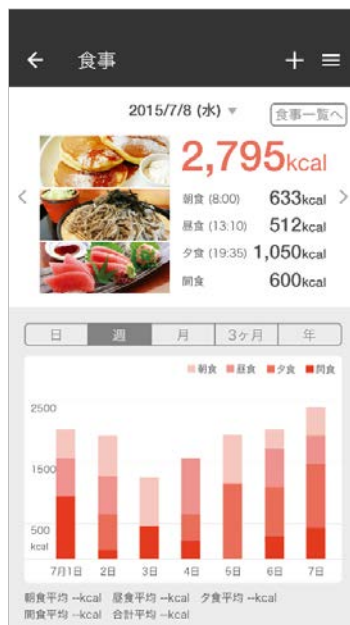 食事
2015/7/8 (水)
食事一覧へ
2,795kcal
朝食 (8:00) 633kcal
昼食 (13:10) 512kcal
夕食 (19:35) 1,050kcal
間食 600kcal
日 週 月 3ヶ月 年
朝食 昼食 夕食 間食
2500
1500
500
kcal
7月1日 2日 3日 4日 5日 6日 7日
朝食平均 --kcal 昼食平均 --kcal 夕食平均 --kcal
間食平均 --kcal 合計平均 --kcal